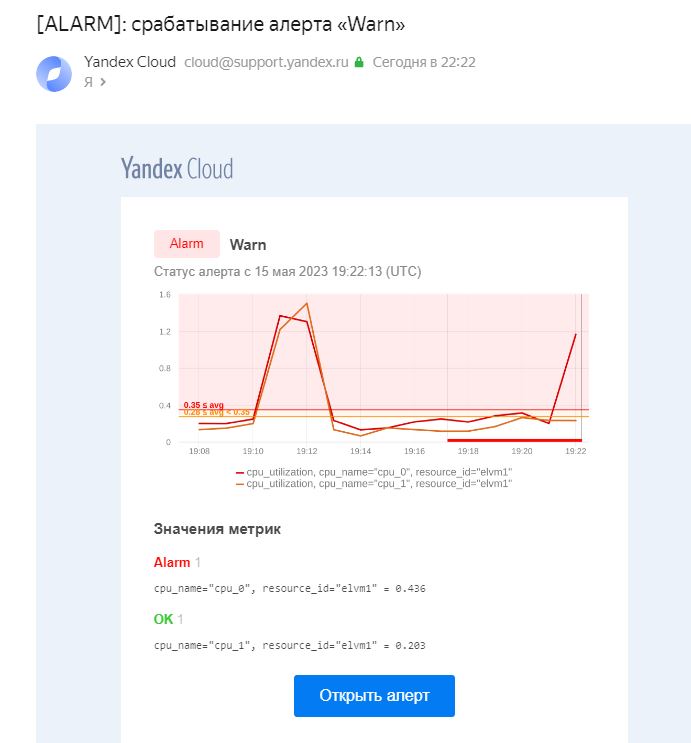 [ALARM]: срабатывание алерта «Warn»
Yandex Cloud cloud@support.yandex.ru Сегодня в 22:22
Я >
Yandex Cloud
Alarm Warn
Статус алерта с 15 мая 2023 19:22:13 (UTC)
1.6
1.2
0.8
0.4
0
0.35 ≤ avg
0.28 ≤ avg < 0.35
19:08 19:10 19:12 19:14 19:16 19:18 19:20 19:22
cpu_utilization, cpu_name="cpu_0", resource_id="elvm1"
cpu_utilization, cpu_name="cpu_1", resource_id="elvm1"
Значения метрик
Alarm 1
cpu_name="cpu_0", resource_id="elvm1" = 0.436
OK 1
cpu_name="cpu_1", resource_id="elvm1" = 0.203
Открыть алерт